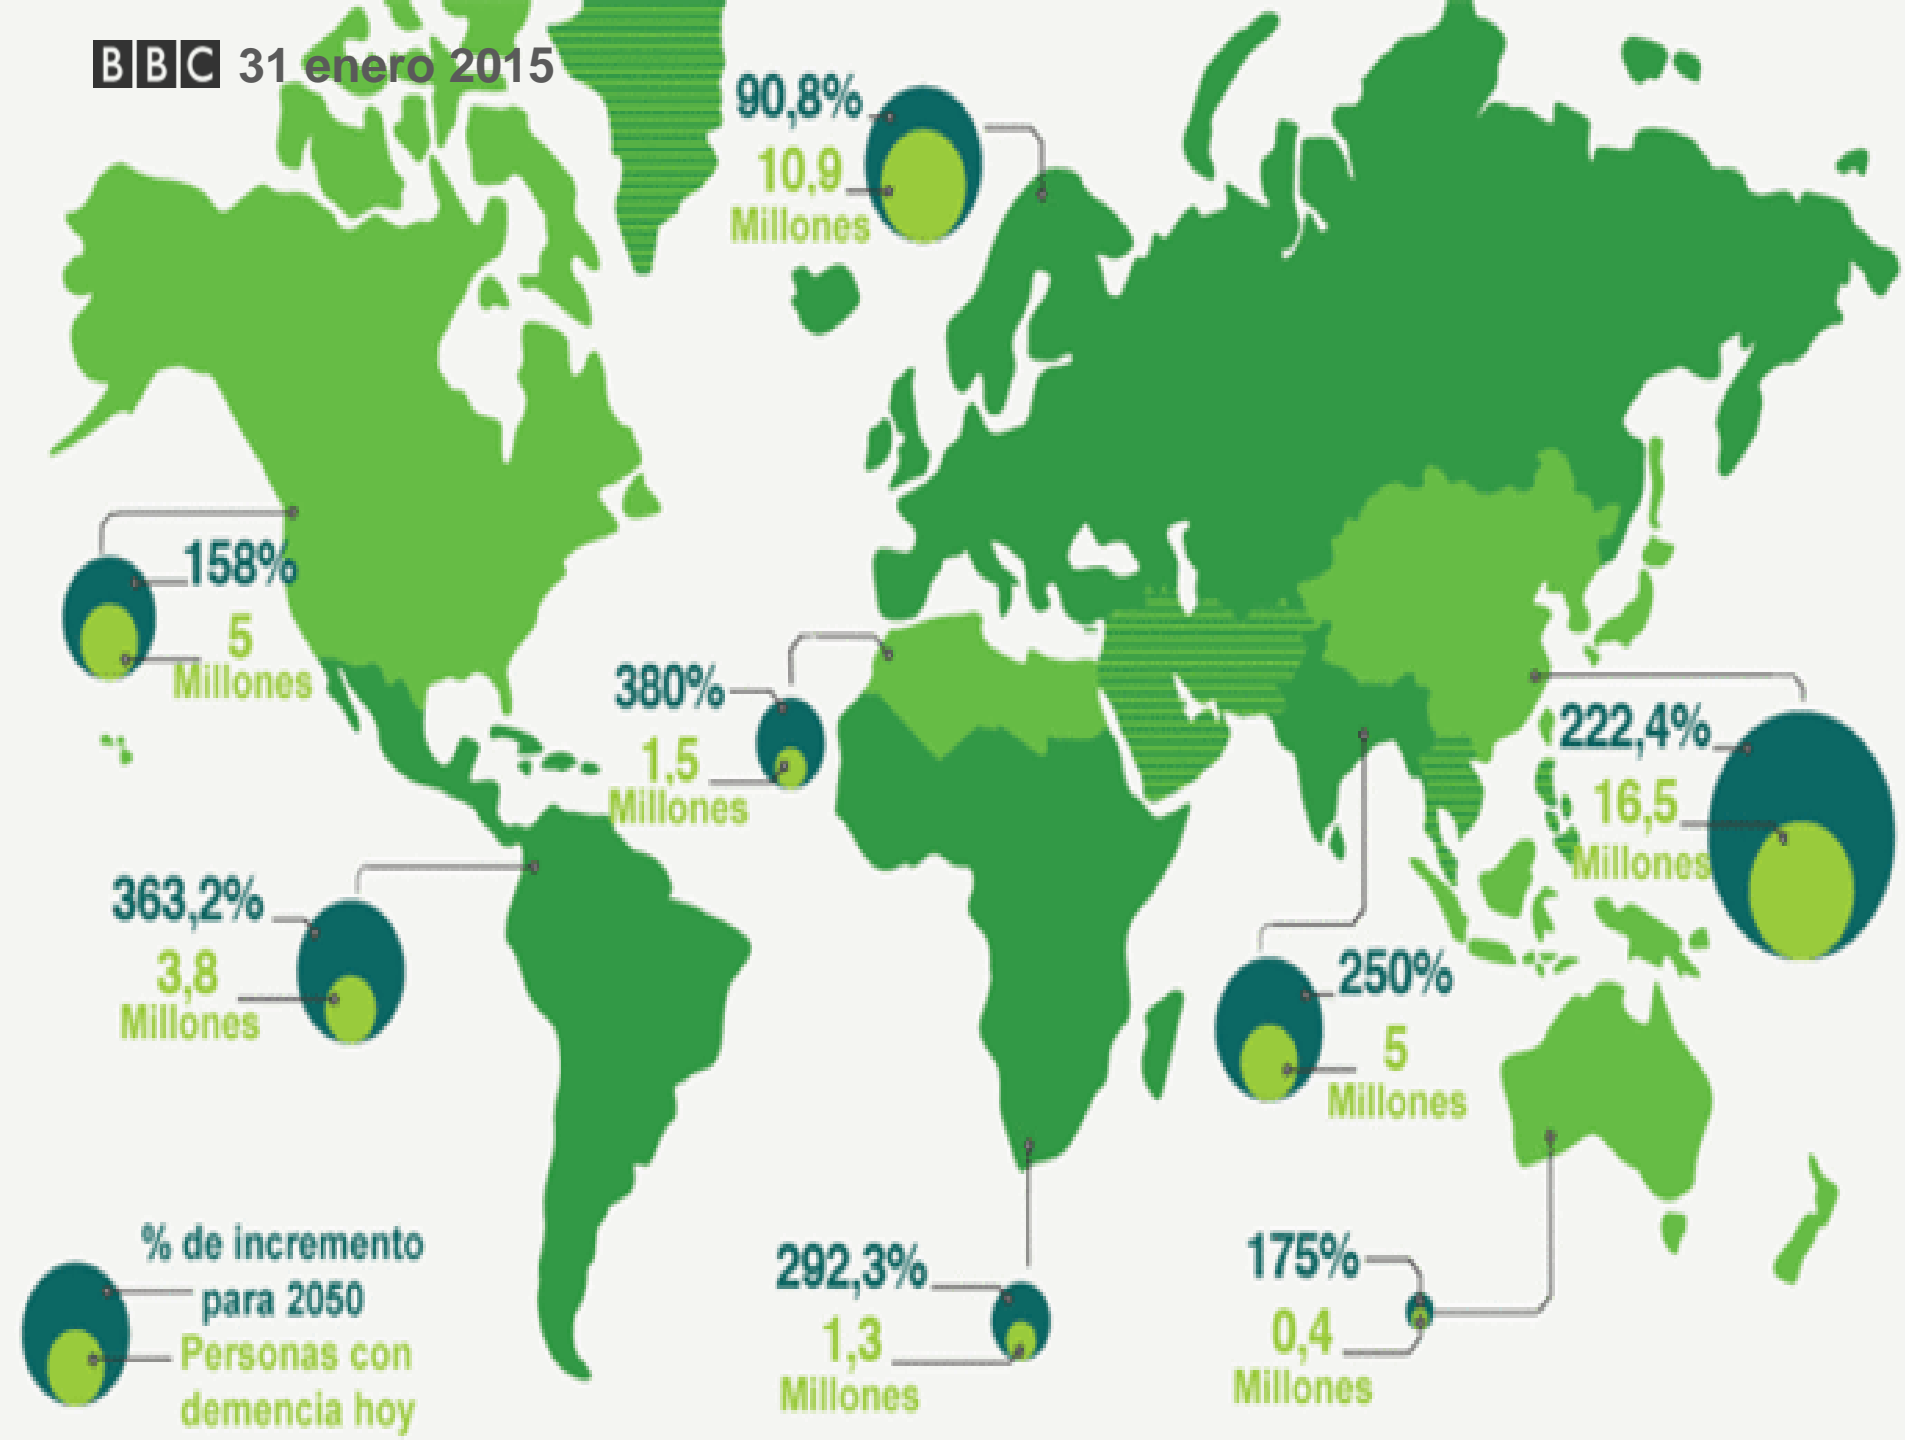 BBC 31 enero 2015
90,8%
10,9
Millones
158%
5
Millones
380%
1,5
Millones
222,4%
16,5
Millones
363,2%
3,8
Millones
250%
5
Millones
292,3%
1,3
Millones
175%
0,4
Millones
% de incremento
para 2050
Personas con
demencia hoy